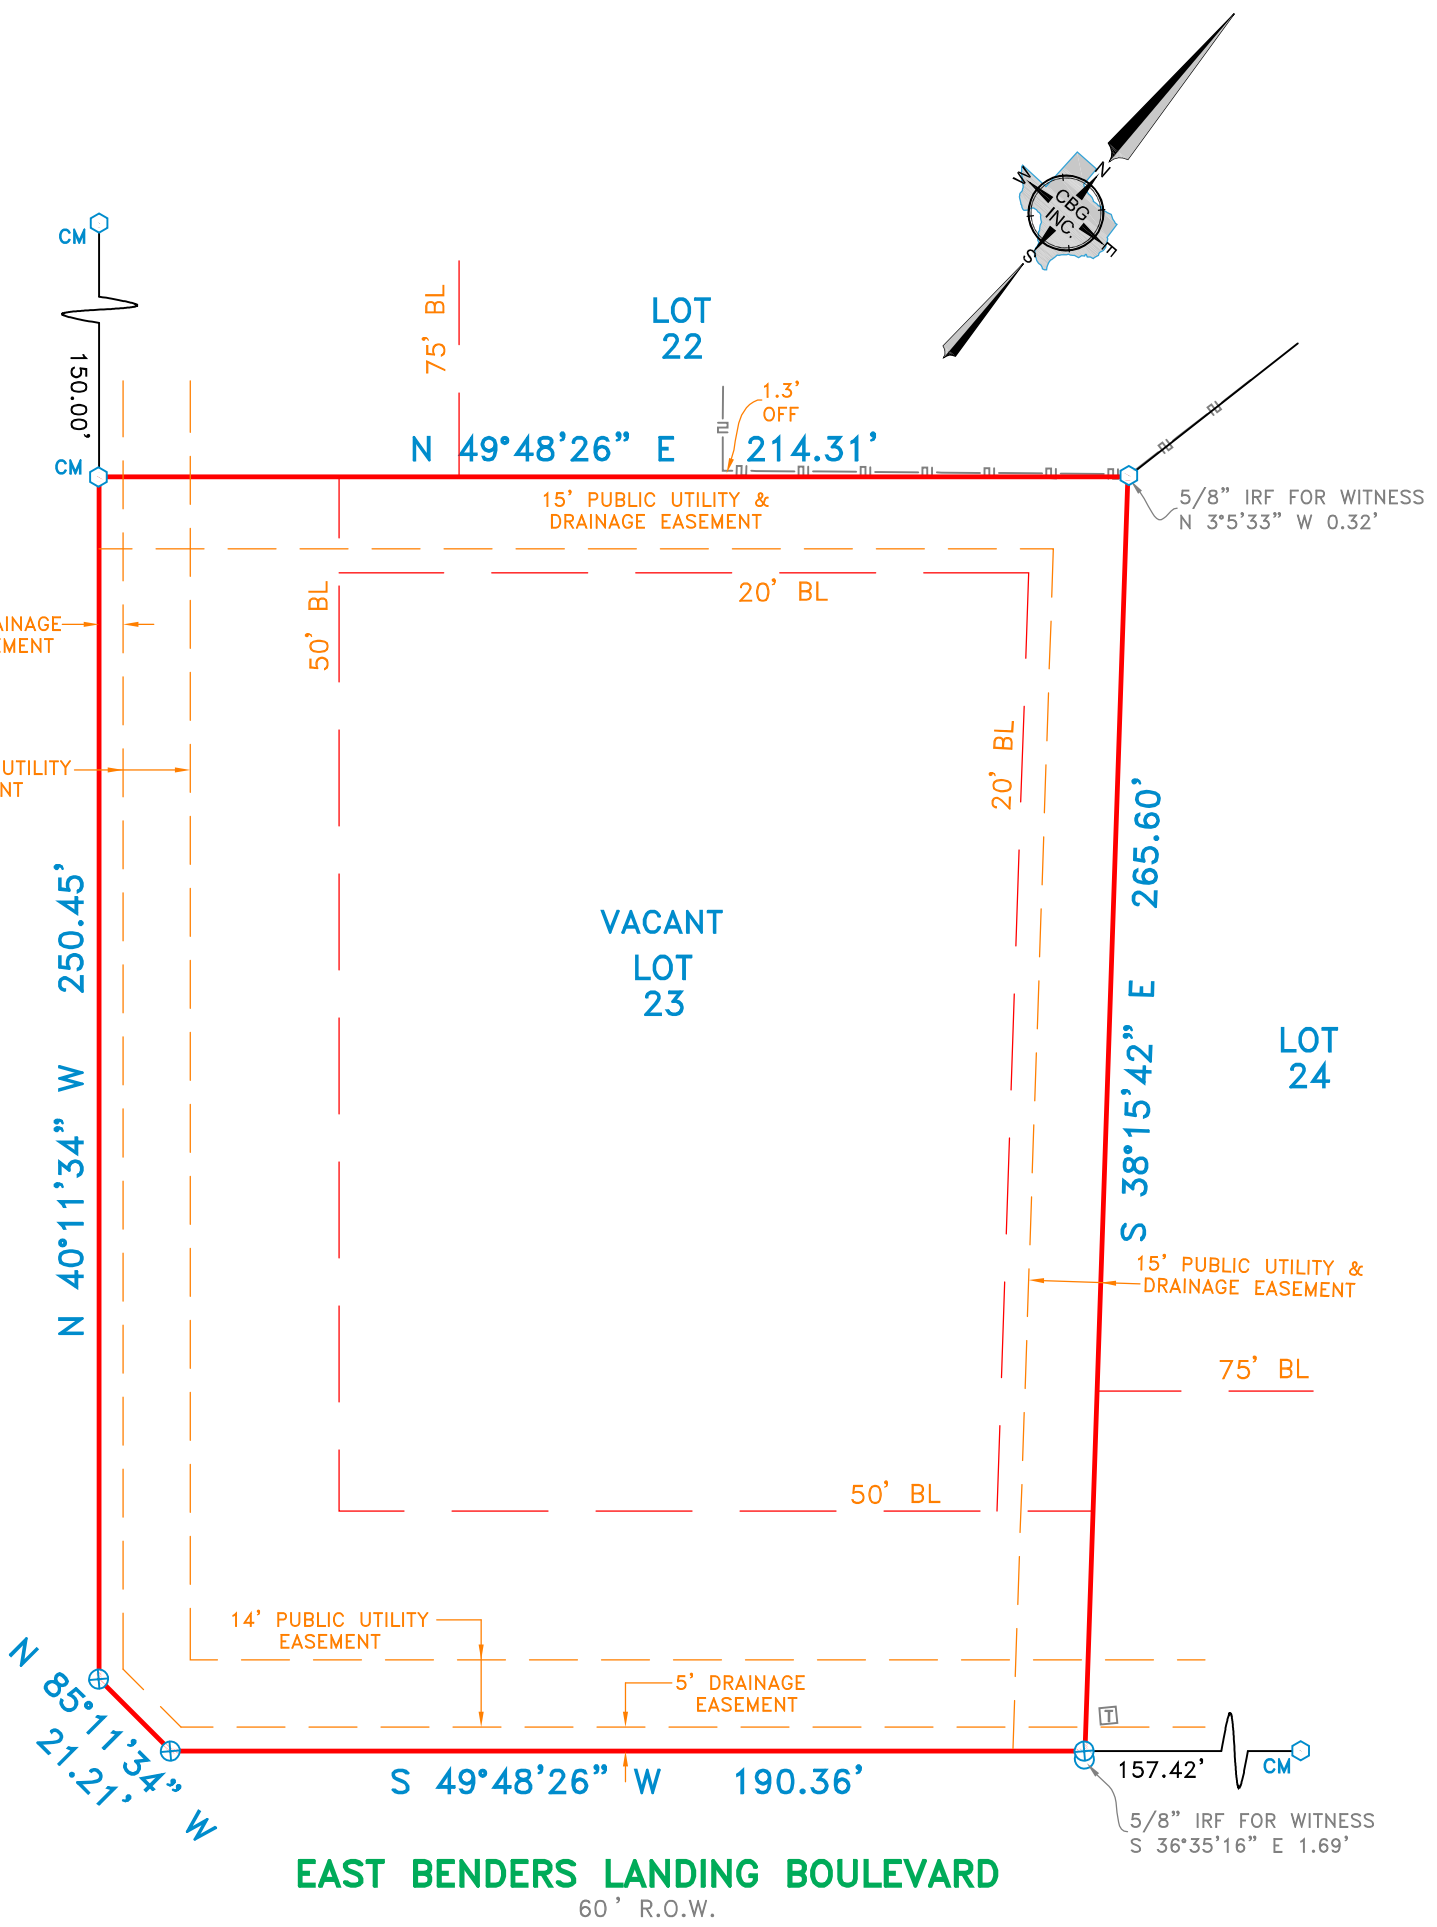 N
W
CBG
INC.
E
S
CM
150.00'
CM
75' BL
LOT
22
1.3'
OFF
N 49°48'26" E 214.31'
15' PUBLIC UTILITY &
DRAINAGE EASEMENT
5/8" IRF FOR WITNESS
N 3°5'33" W 0.32'
50' BL
20' BL
20' BL
UTILITY
N 40°11'34" W 250.45'
VACANT
LOT
23
S 38°15'42" E 265.60'
LOT
24
15' PUBLIC UTILITY &
DRAINAGE EASEMENT
75' BL
50' BL
14' PUBLIC UTILITY
EASEMENT
5' DRAINAGE
EASEMENT
N 85°11'34" W
21.21'
S 49°48'26" W 190.36'
T
157.42'
CM
5/8" IRF FOR WITNESS
S 36°35'16" E 1.69'
EAST BENDERS LANDING BOULEVARD
60' R.O.W.